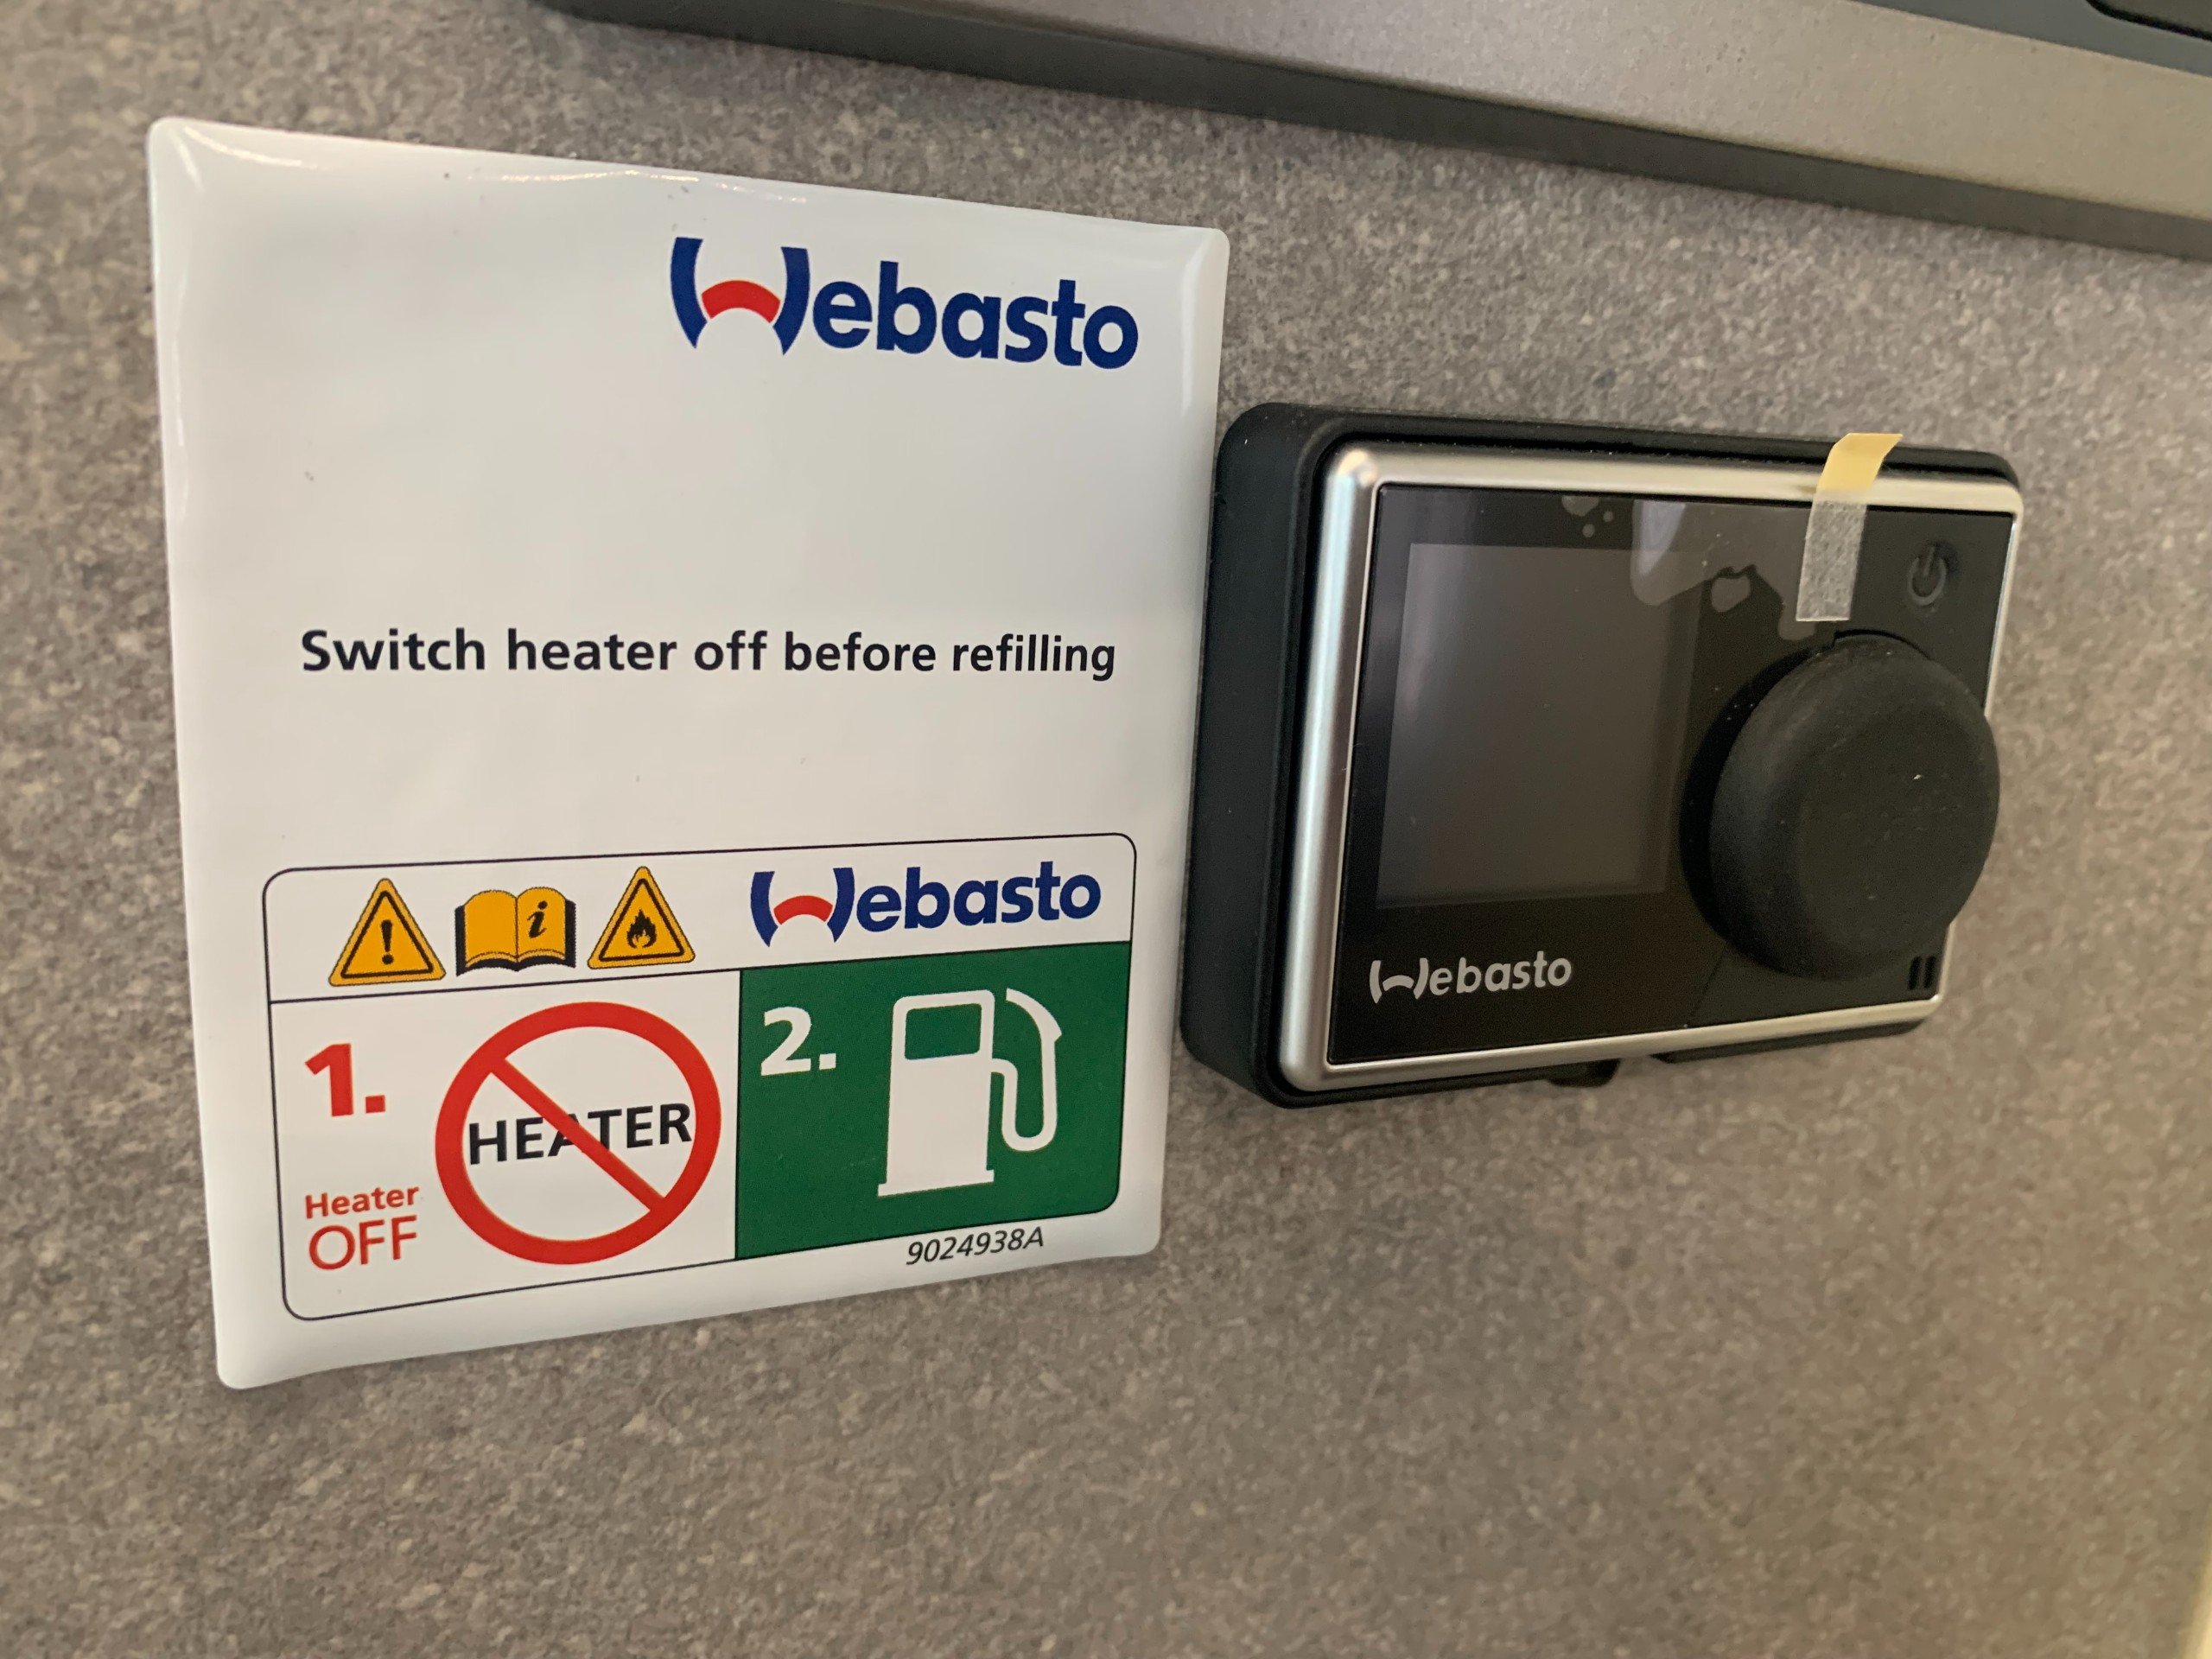 Webasto
Switch heater off before refilling
Webasto
1.
HEATER
Heater
OFF
2.
9024938A
Webasto